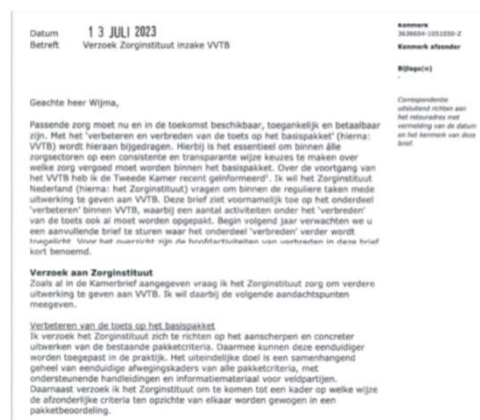 Datum 13 JULI 2023
Betreft Verzoek Zorginstituut inzake VVTB
Kenmerk
3636654-1051050-Z
Kenmerk afzender
Bijlage(n)
-
Correspondentie
uitsluitend richten aan
het retouradres met
vermelding van de datum
en het kenmerk van deze
brief.
Geachte heer Wijma,
Passende zorg moet nu en in de toekomst beschikbaar, toegankelijk en betaalbaar
zijn. Met het 'verbeteren en verbreden van de toets op het basispakket' (hierna:
VVTB) wordt hieraan bijgedragen. Hierbij is het essentieel om binnen álle
zorgsectoren op een consistente en transparante wijze keuzes te maken over
welke zorg vergoed moet worden binnen het basispakket. Over de voortgang van
het VVTB heb ik de Tweede Kamer recent geïnformeerd¹. Ik wil het Zorginstituut
Nederland (hierna: het Zorginstituut) vragen om binnen de reguliere taken mede
uitwerking te geven aan VVTB. Deze brief ziet voornamelijk toe op het onderdeel
'verbeteren' binnen VVTB, waarbij een aantal activiteiten onder het 'verbreden'
van de toets ook al moet worden opgepakt. Begin volgend jaar verwachten we u
een aanvullende brief te sturen waar het onderdeel 'verbreden' verder wordt
toegelicht. Voor het overzicht zijn de hoofdactiviteiten van verbreden in deze brief
kort benoemd.
Verzoek aan Zorginstituut
Zoals al in de Kamerbrief aangegeven vraag ik het Zorginstituut zorg om verdere
uitwerking te geven aan VVTB. Ik wil daarbij de volgende aandachtspunten
meegeven.
Verbeteren van de toets op het basispakket
Ik verzoek het Zorginstituut zich te richten op het aanscherpen en concreter
uitwerken van de bestaande pakketcriteria. Daarmee kunnen deze eenduidiger
worden toegepast in de praktijk. Het uiteindelijke doel is een samenhangend
geheel van eenduidige afwegingskaders van alle pakketcriteria, met
ondersteunende handleidingen en informatiemateriaal voor veldpartijen.
Daarnaast verzoek ik het Zorginstituut om te komen tot een kader op welke wijze
de afzonderlijke criteria ten opzichte van elkaar worden gewogen in een
pakketbeoordeling.